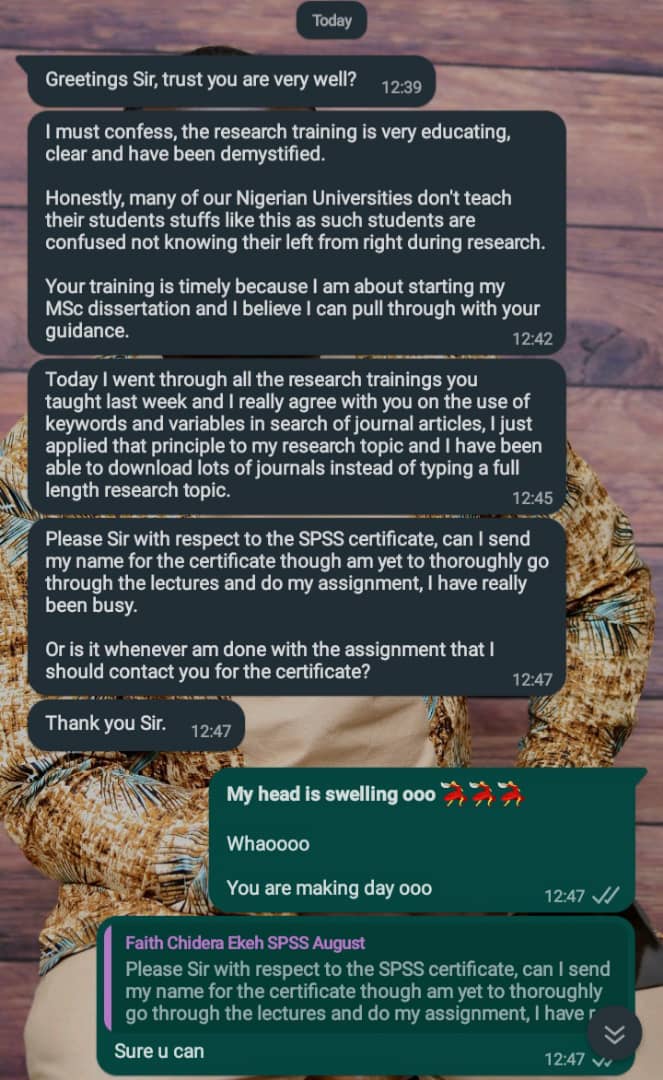 Today
Greetings Sir, trust you are very well?
12:39
I must confess, the research training is very educating,
clear and have been demystified.
Honestly, many of our Nigerian Universities don't teach
their students stuffs like this as such students are
confused not knowing their left from right during research.
Your training is timely because I am about starting my
MSc dissertation and I believe I can pull through with your
guidance.
12:42
Today I went through all the research trainings you
taught last week and I really agree with you on the use of
keywords and variables in search of journal articles, I just
applied that principle to my research topic and I have been
able to download lots of journals instead of typing a full
length research topic.
12:45
Please Sir with respect to the SPSS certificate, can I send
my name for the certificate though am yet to thoroughly go
through the lectures and do my assignment, I have really
been busy.
Or is it whenever am done with the assignment that I
should contact you for the certificate?
12:47
Thank you Sir.
12:47
My head is swelling ooo 💃💃💃
Whaoooo
You are making day ooo
12:47
Faith Chidera Ekeh SPSS August
Please Sir with respect to the SPSS certificate, can I send
my name for the certificate though am yet to thoroughly
go through the lectures and do my assignment, I have
Sure u can
12:47